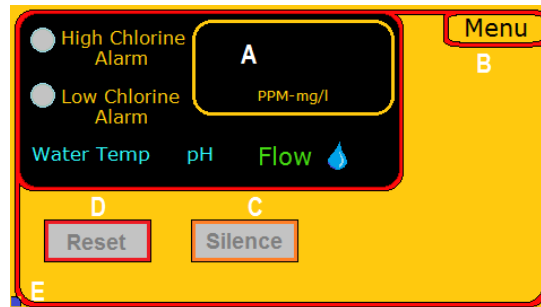 High Chlorine
Alarm
A
Menu
B
Low Chlorine
Alarm
PPM-mg/l
Water Temp pH Flow
D
C
Reset
Silence
E